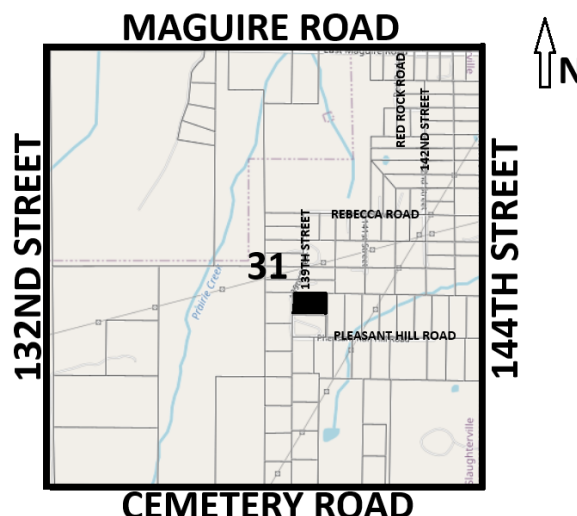 MAGUIRE ROAD
N
132ND STREET
144TH STREET
RED ROCK ROAD
142ND STREET
REBECCA ROAD
139TH STREET
31
Prairie Creek
PLEASANT HILL ROAD
Slaughterville
CEMETERY ROAD